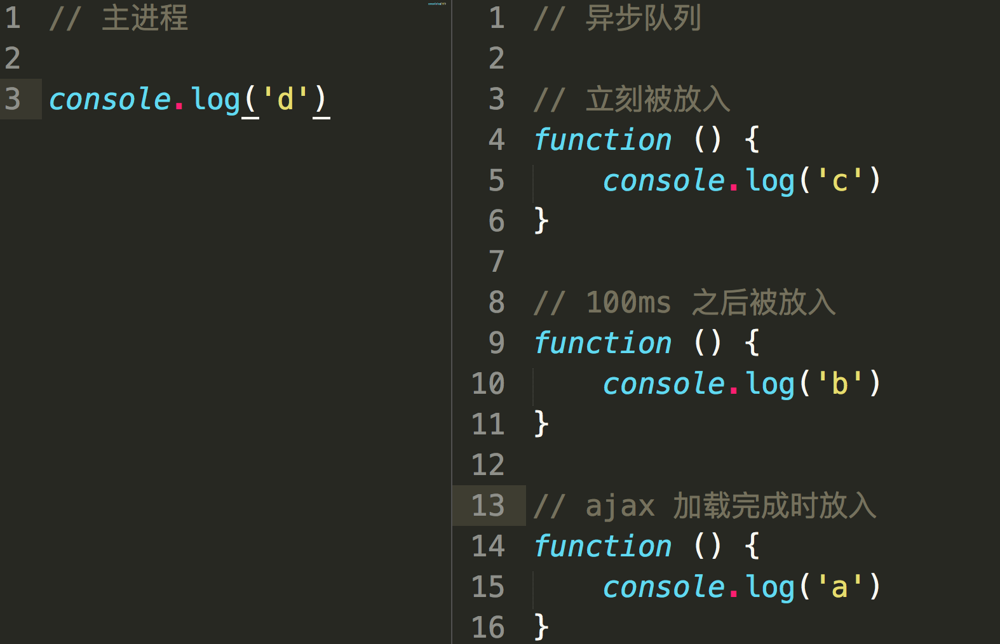 1 // 主进程
2
3 console.log('d')
1 // 异步队列
2
3 // 立刻被放入
4 function () {
5     console.log('c')
6 }
7
8 // 100ms 之后被放入
9 function () {
10     console.log('b')
11 }
12
13 // ajax 加载完成时放入
14 function () {
15     console.log('a')
16 }